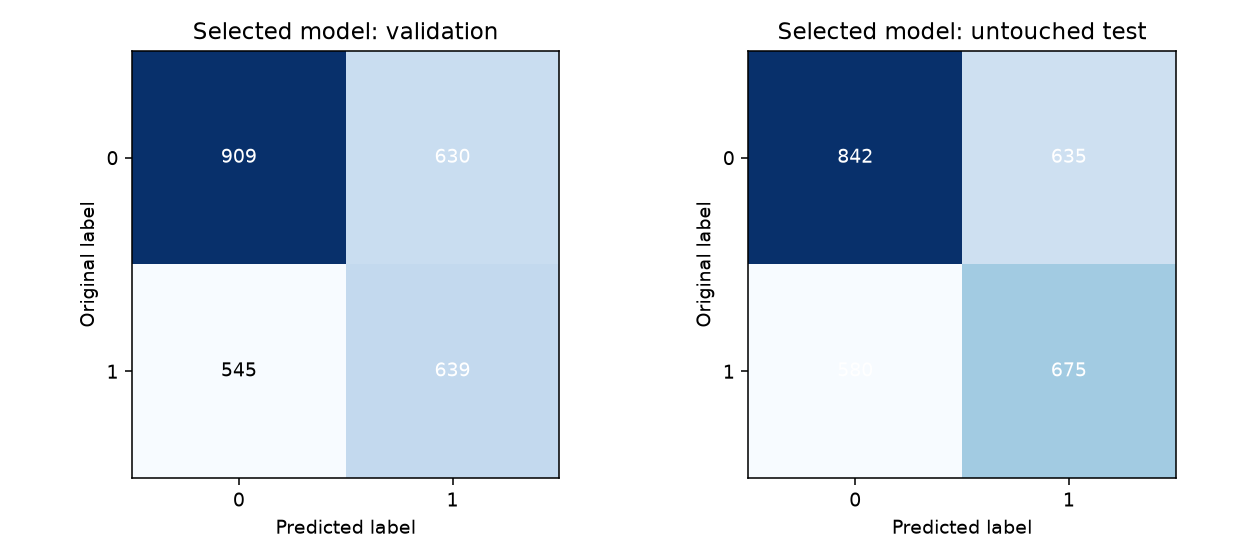 Selected model: validation
Selected model: untouched test
0
909
630
0
842
635
Original label
Original label
1
545
639
1
580
675
0
1
0
1
Predicted label
Predicted label